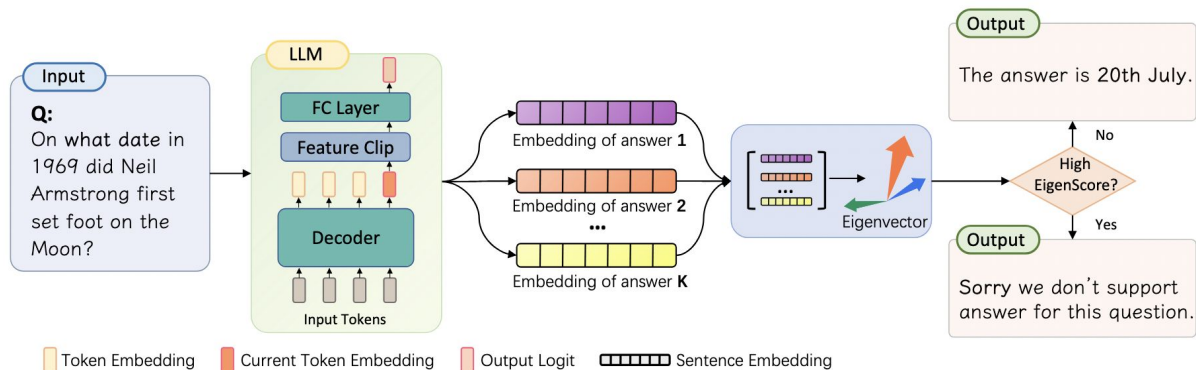 Input
Q:
On what date in
1969 did Neil
Armstrong first
set foot on the
Moon?
LLM
FC Layer
Feature Clip
Decoder
Input Tokens
Embedding of answer 1
Embedding of answer 2
...
Embedding of answer K
...
Eigenvector
Output
The answer is 20th July.
No
High
EigenScore?
Yes
Output
Sorry we don't support
answer for this question.
Token Embedding
Current Token Embedding
Output Logit
Sentence Embedding